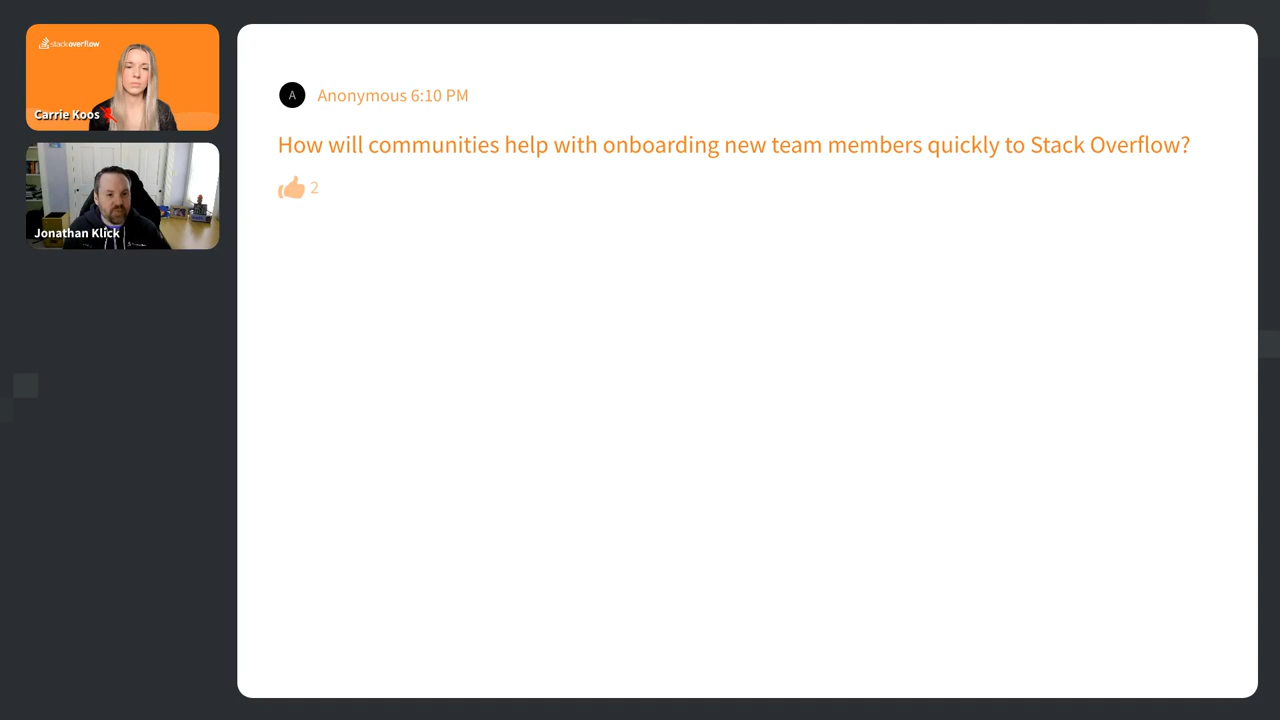 stackoverflow
Carrie Koos
Jonathan Klick
A
Anonymous 6:10 PM
How will communities help with onboarding new team members quickly to Stack Overflow?
2